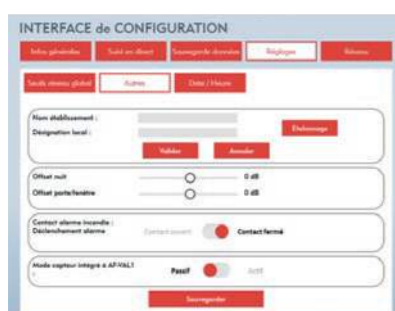 INTERFACE de CONFIGURATION
Infos générales Suivi en direct Sauvegarde données Réglages Réseau
Seuils niveau global Autres Date / Heure
Nom établissement :
Désignation local :
Etalonnage
Valider Annuler
Offset nuit 0 dB
Offset porte/fenêtre 0 dB
Contact alarme incendie :
Déclenchement alarme Contact ouvert Contact fermé
Mode capteur intégré à AF-VAL1
: Passif Actif
Sauvegarder